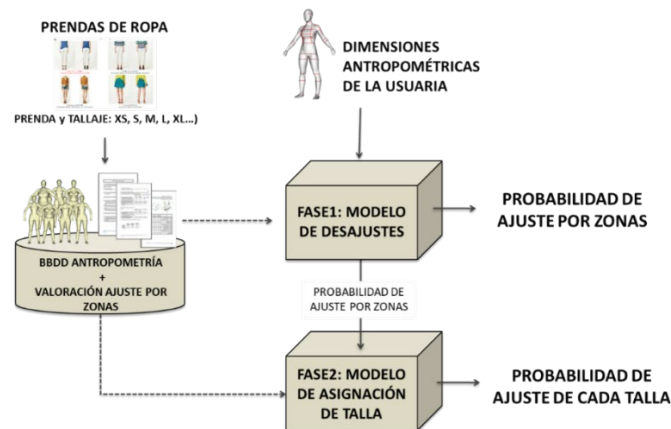 PRENDAS DE ROPA
PRENDA y TALLAJE: XS, S, M, L, XL...)
DIMENSIONES
ANTROPOMÉTRICAS
DE LA USUARIA
BBDD ANTROPOMETRÍA
+
VALORACIÓN AJUSTE POR
ZONAS
FASE1: MODELO
DE DESAJUSTES
PROBABILIDAD DE
AJUSTE POR ZONAS
PROBABILIDAD DE
AJUSTE POR ZONAS
FASE2: MODELO
DE ASIGNACIÓN
DE TALLA
PROBABILIDAD DE
AJUSTE DE CADA TALLA